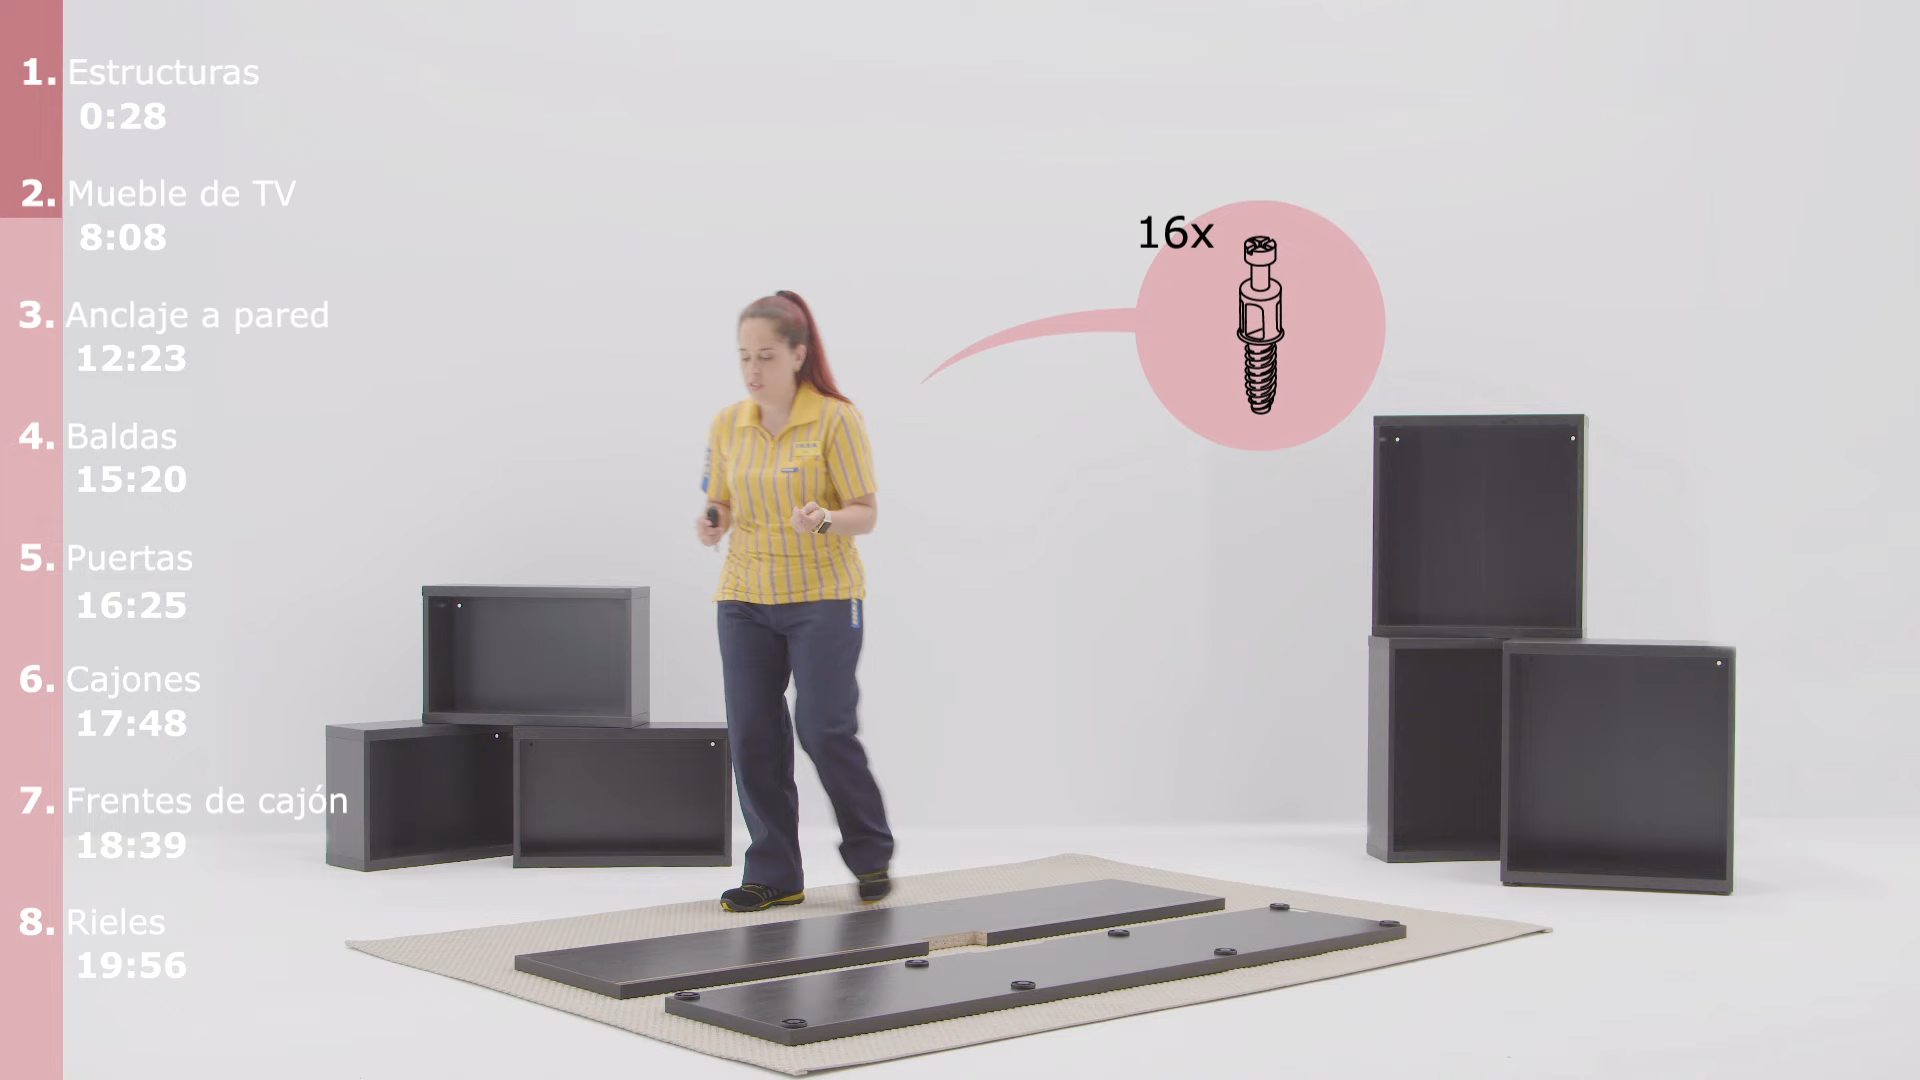 1. Estructuras
0:28
2. Mueble de TV
8:08
3. Anclaje a pared
12:23
4. Baldas
15:20
5. Puertas
16:25
6. Cajones
17:48
7. Frentes de cajón
18:39
8. Rieles
19:56
16x